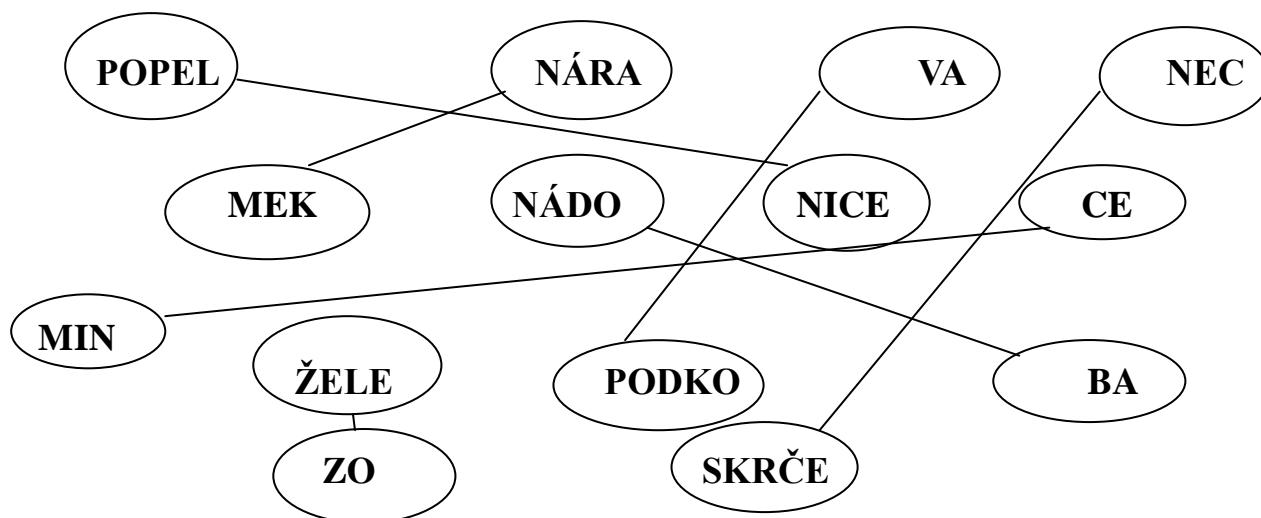 POPEL NÁRA VA NEC
MEK NÁDO NICE CE
MIN ŽELE PODKO BA
ZO SKRČE